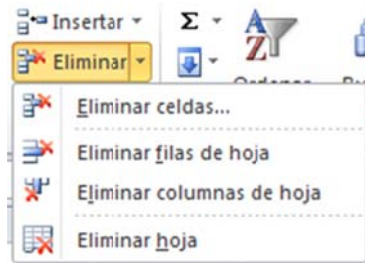 Insertar
Σ
A
Z
Eliminar
Eliminar celdas...
Eliminar filas de hoja
Eliminar columnas de hoja
Eliminar hoja